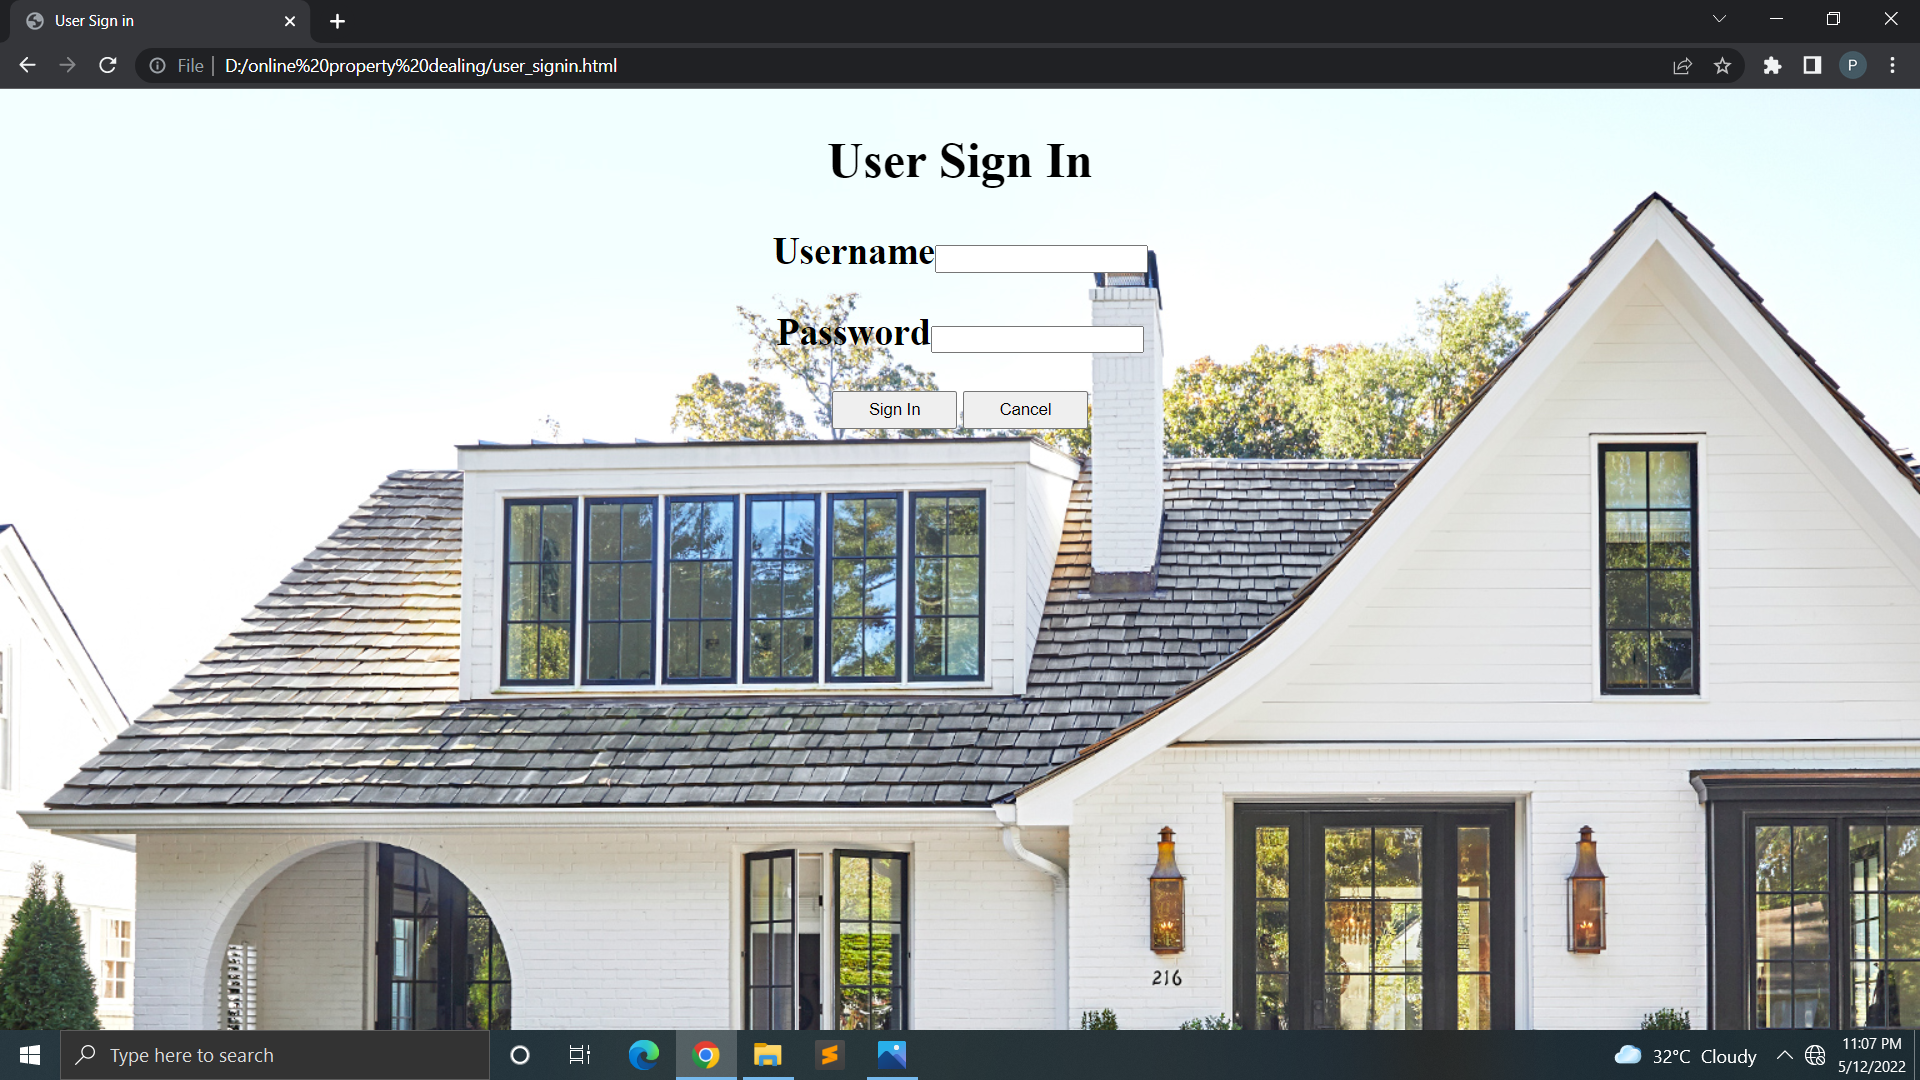 User Sign in
File | D:/online%20property%20dealing/user_signin.html
P
User Sign In
Username
Password
Sign In Cancel
216
Type here to search
32°C Cloudy
11:07 PM
5/12/2022